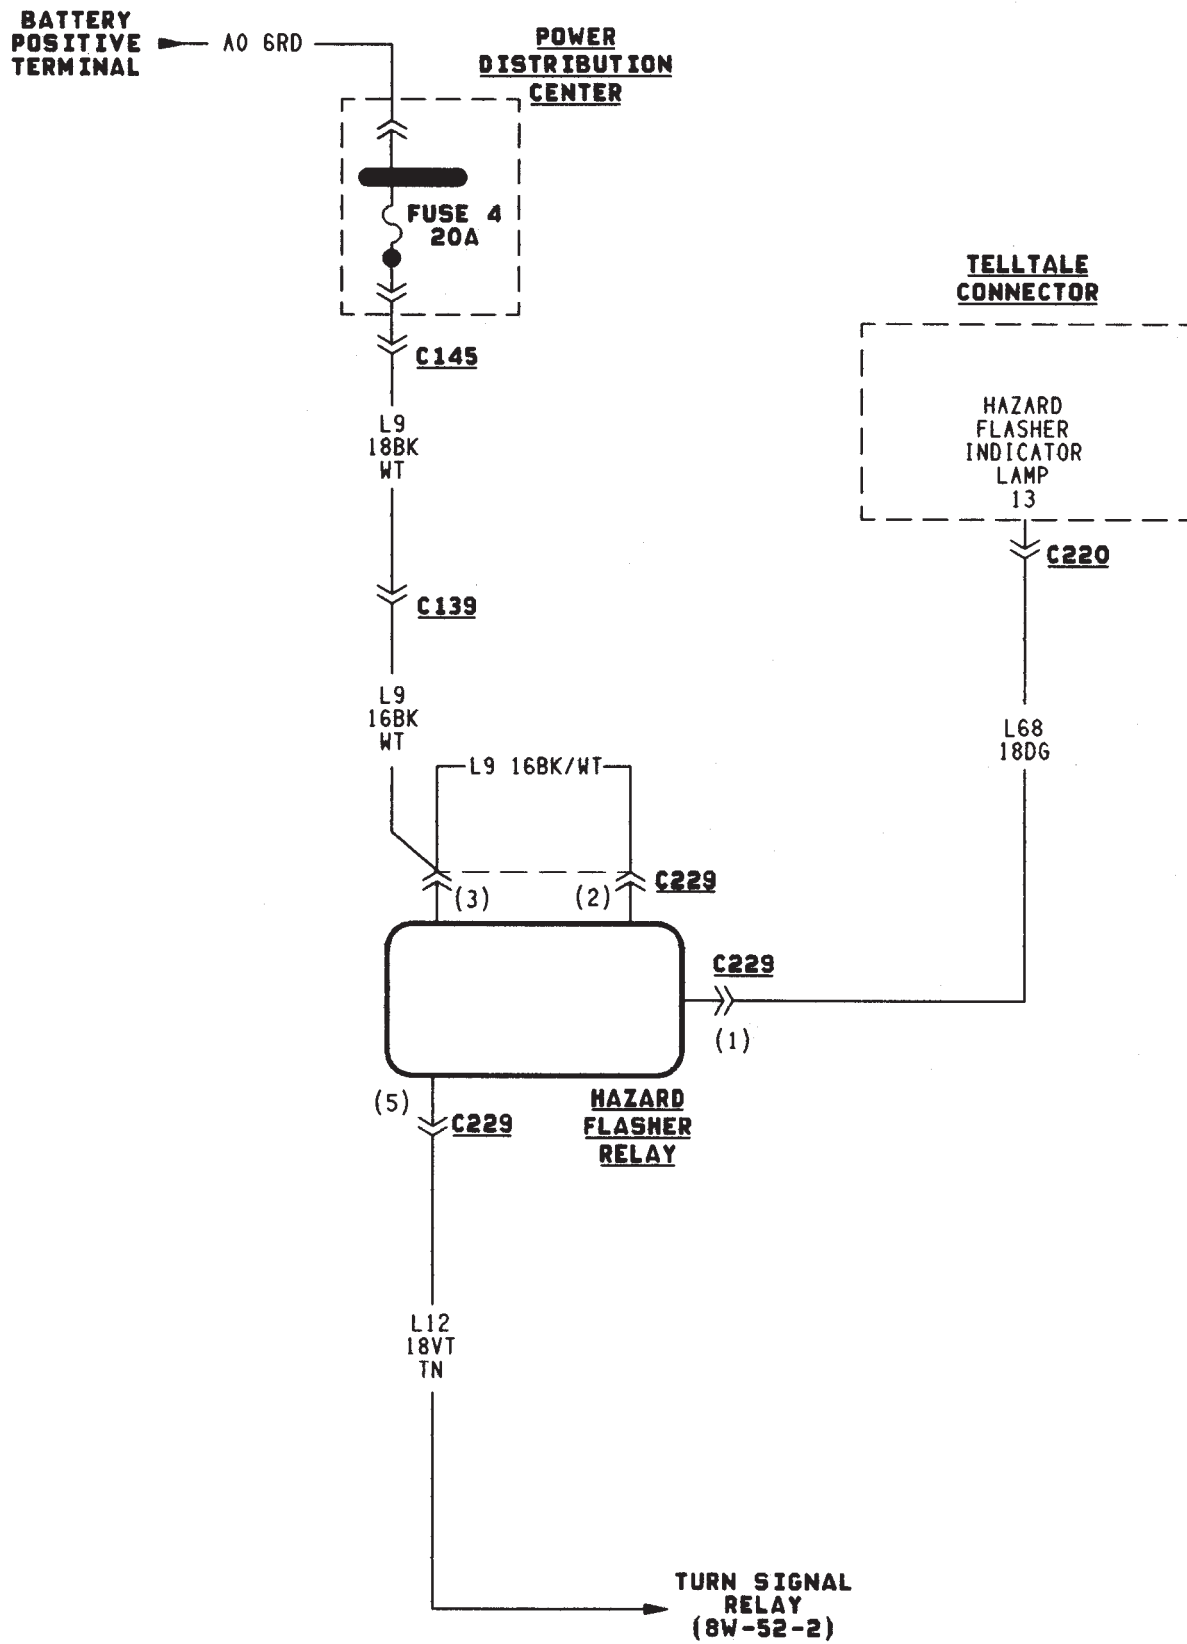 BATTERY
POSITIVE
TERMINAL
A0 6RD
POWER
DISTRIBUTION
CENTER
FUSE 4
20A
C145
L9
18BK
WT
TELLTALE
CONNECTOR
HAZARD
FLASHER
INDICATOR
LAMP
13
C220
C139
L9
16BK
WT
L68
18DG
L9 16BK/WT
(3)
(2)
C229
C229
(1)
(5)
C229
HAZARD
FLASHER
RELAY
L12
18VT
TN
TURN SIGNAL
RELAY
(8W-52-2)